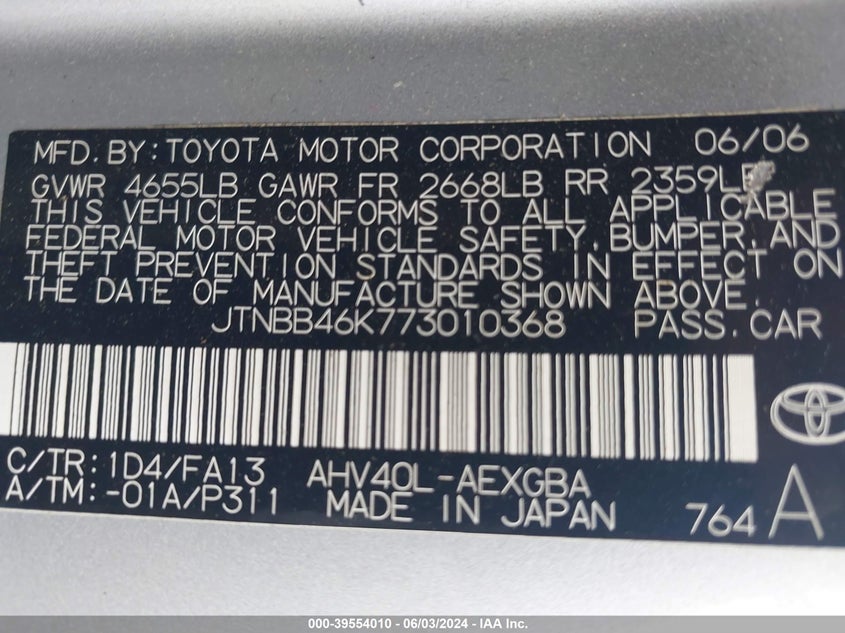 MFD.BY:TOYOTA MOTOR CORPORATION 06/06
GVWR 4655LB GAWR FR 2668LB RR 2359LB
THIS VEHICLE CONFORMS TO ALL APPLICABLE
FEDERAL MOTOR VEHICLE SAFETY,BUMPER,AND
THEFT PREVENTION STANDARDS IN EFFECT ON
THE DATE OF MANUFACTURE SHOWN ABOVE.
JTNBB46K773010368 PASS.CAR
C/TR:1D4/FA13 AHV40L-AEXGBA
A/TM:-01A/P311 MADE IN JAPAN 764 A
000-39554010 - 06/03/2024 - IAA Inc.